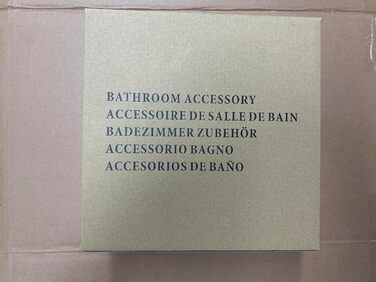 BATHROOM ACCESSORY
ACCESSOIRE DE SALLE DE BAIN
BADEZIMMER ZUBEHÖR
ACCESSORIO BAGNO
ACCESORIOS DE BAÑO